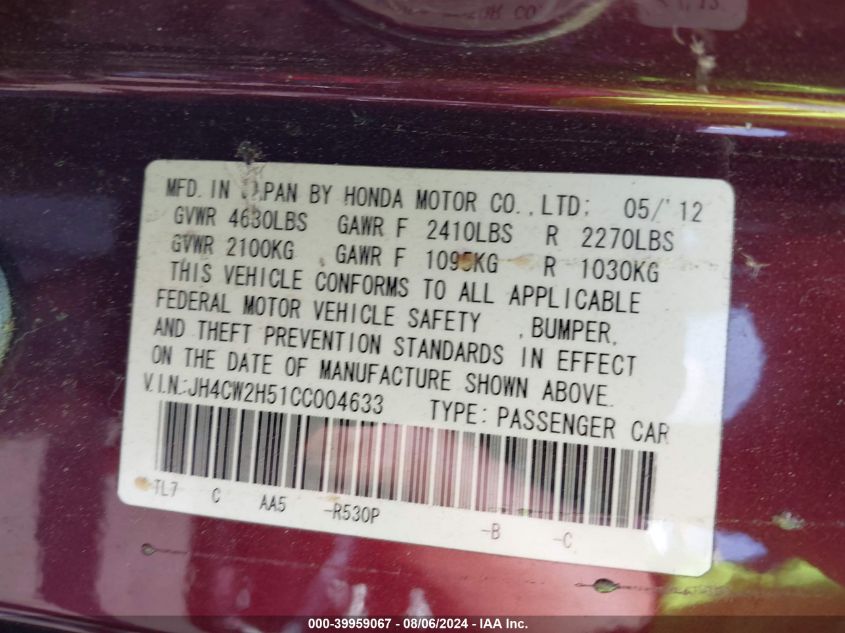 MFD. IN JAPAN BY HONDA MOTOR CO., LTD; 05/'12
GVWR 4630LBS GAWR F 2410LBS R 2270LBS
GVWR 2100KG GAWR F 1095KG R 1030KG
THIS VEHICLE CONFORMS TO ALL APPLICABLE
FEDERAL MOTOR VEHICLE SAFETY , BUMPER,
AND THEFT PREVENTION STANDARDS IN EFFECT
ON THE DATE OF MANUFACTURE SHOWN ABOVE.
V.I.N.:JH4CW2H51CC004633 TYPE: PASSENGER CAR
TL7 C AA5 -R530P -B -C
000-39959067 - 08/06/2024 - IAA Inc.